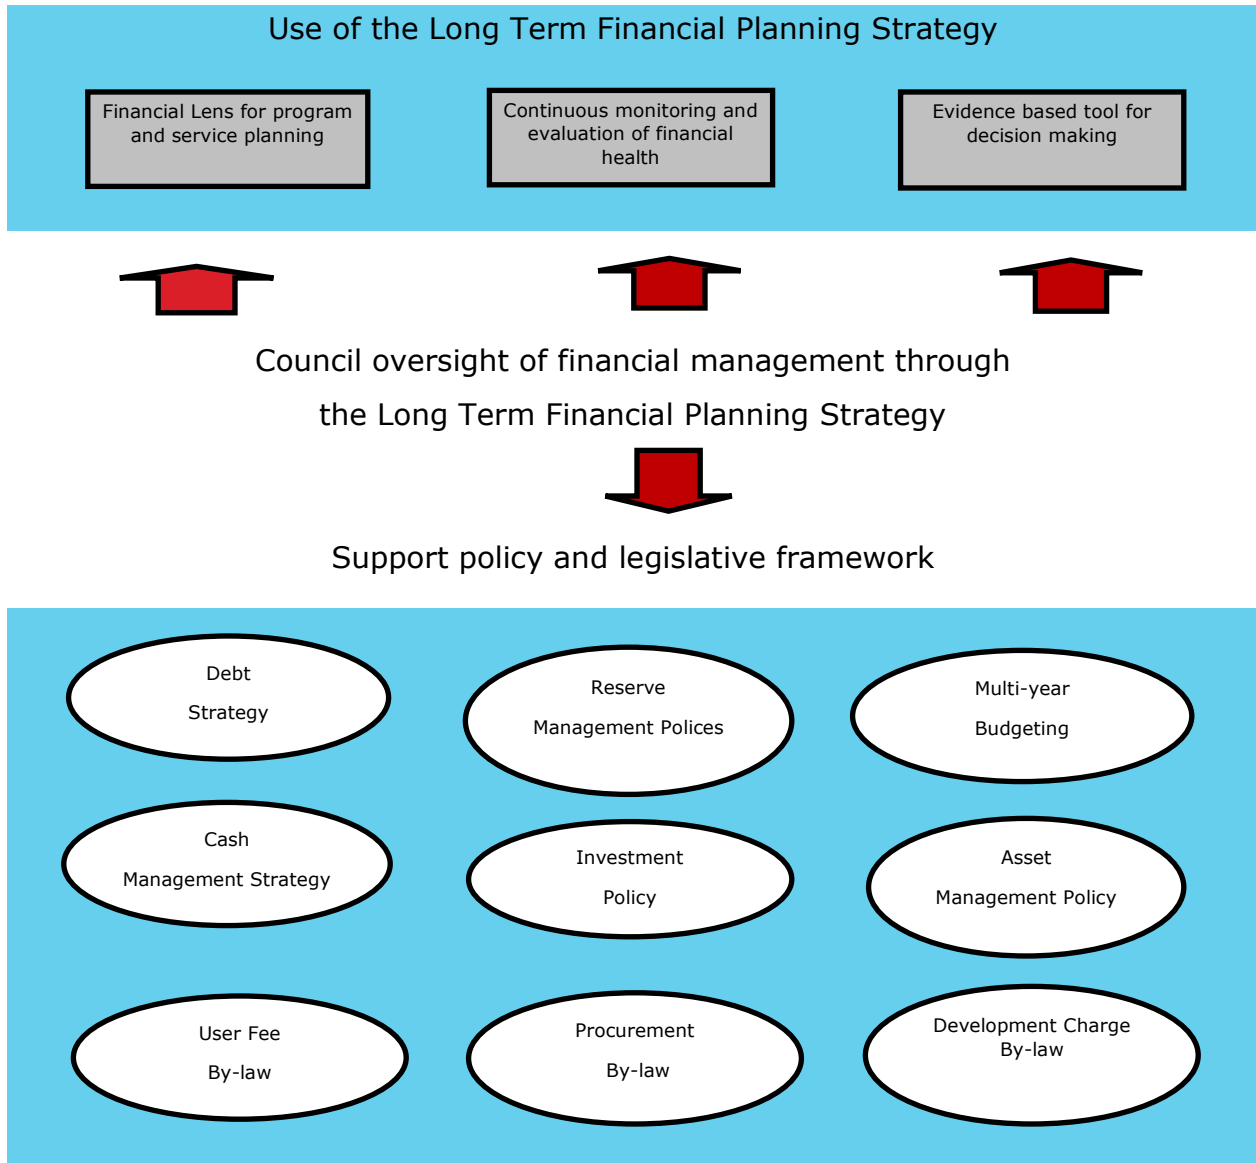 Use of the Long Term Financial Planning Strategy
Financial Lens for program
and service planning
Continuous monitoring and
evaluation of financial
health
Evidence based tool for
decision making
Council oversight of financial management through
the Long Term Financial Planning Strategy
Support policy and legislative framework
Debt
Strategy
Reserve
Management Polices
Multi-year
Budgeting
Cash
Management Strategy
Investment
Policy
Asset
Management Policy
User Fee
By-law
Procurement
By-law
Development Charge
By-law